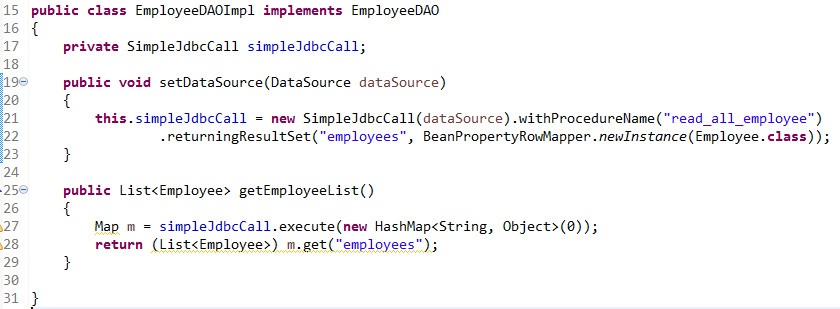 15 public class EmployeeDAOImpl implements EmployeeDAO
16 {
17     private SimpleJdbcCall simpleJdbcCall;
18
19     public void setDataSource(DataSource dataSource)
20     {
21         this.simpleJdbcCall = new SimpleJdbcCall(dataSource).withProcedureName("read_all_employee")
22                 .returningResultSet("employees", BeanPropertyRowMapper.newInstance(Employee.class));
23     }
24
25     public List<Employee> getEmployeeList()
26     {
27         Map m = simpleJdbcCall.execute(new HashMap<String, Object>(0));
28         return (List<Employee>) m.get("employees");
29     }
30
31 }